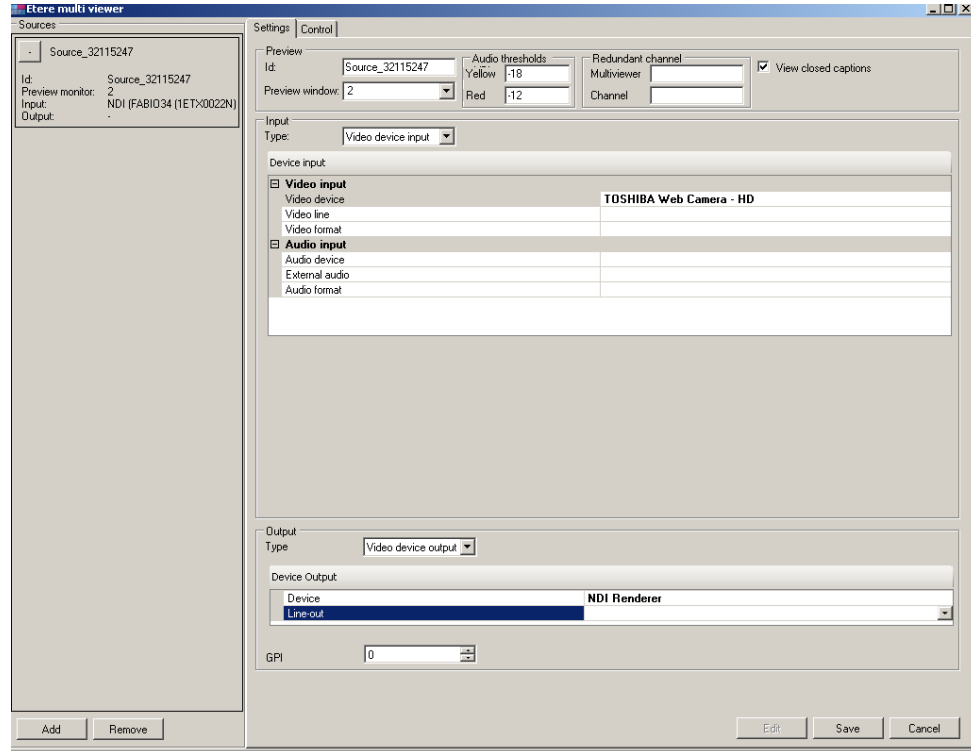 Etere multi viewer
Sources
- Source_32115247
Id: Source_32115247
Preview monitor: 2
Input: NDI (FABIO34 (1ETX0022N)
Output: -
Add Remove
Settings Control
Preview
Id: Source_32115247
Preview window: 2
Audio thresholds
Yellow -18
Red -12
Redundant channel
Multiviewer
Channel
View closed captions
Input
Type: Video device input
Device input
Video input
Video device TOSHIBA Web Camera - HD
Video line
Video format
Audio input
Audio device
External audio
Audio format
Output
Type Video device output
Device Output
Device NDI Renderer
Line-out
GPI 0
Edit Save Cancel